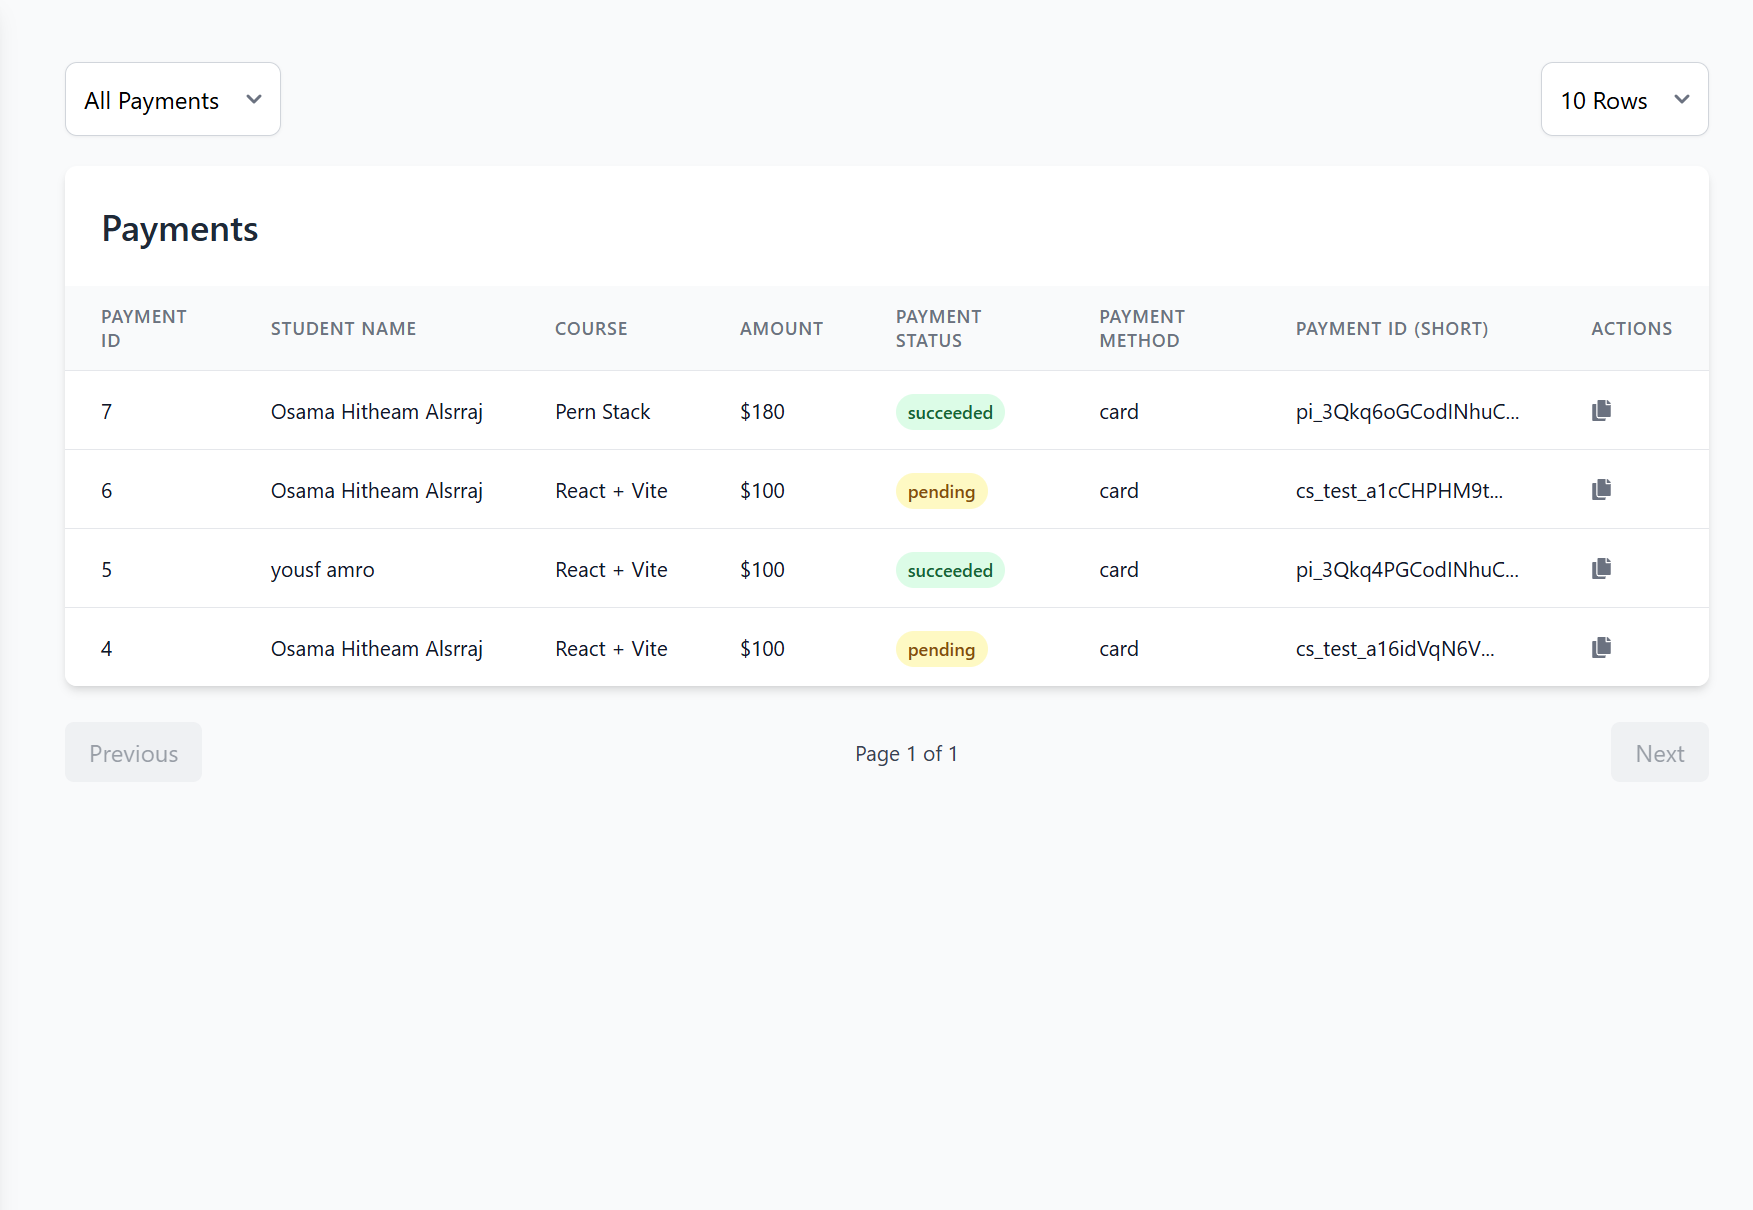 All Payments
10 Rows
Payments
PAYMENT ID STUDENT NAME COURSE AMOUNT PAYMENT STATUS PAYMENT METHOD PAYMENT ID (SHORT) ACTIONS
7 Osama Hitheam Alsrraj Pern Stack $180 succeeded card pi_3Qkq6oGCodINhuC...
6 Osama Hitheam Alsrraj React + Vite $100 pending card cs_test_a1cCHPHM9t...
5 yousf amro React + Vite $100 succeeded card pi_3Qkq4PGCodINhuC...
4 Osama Hitheam Alsrraj React + Vite $100 pending card cs_test_a16idVqN6V...
Previous Page 1 of 1 Next